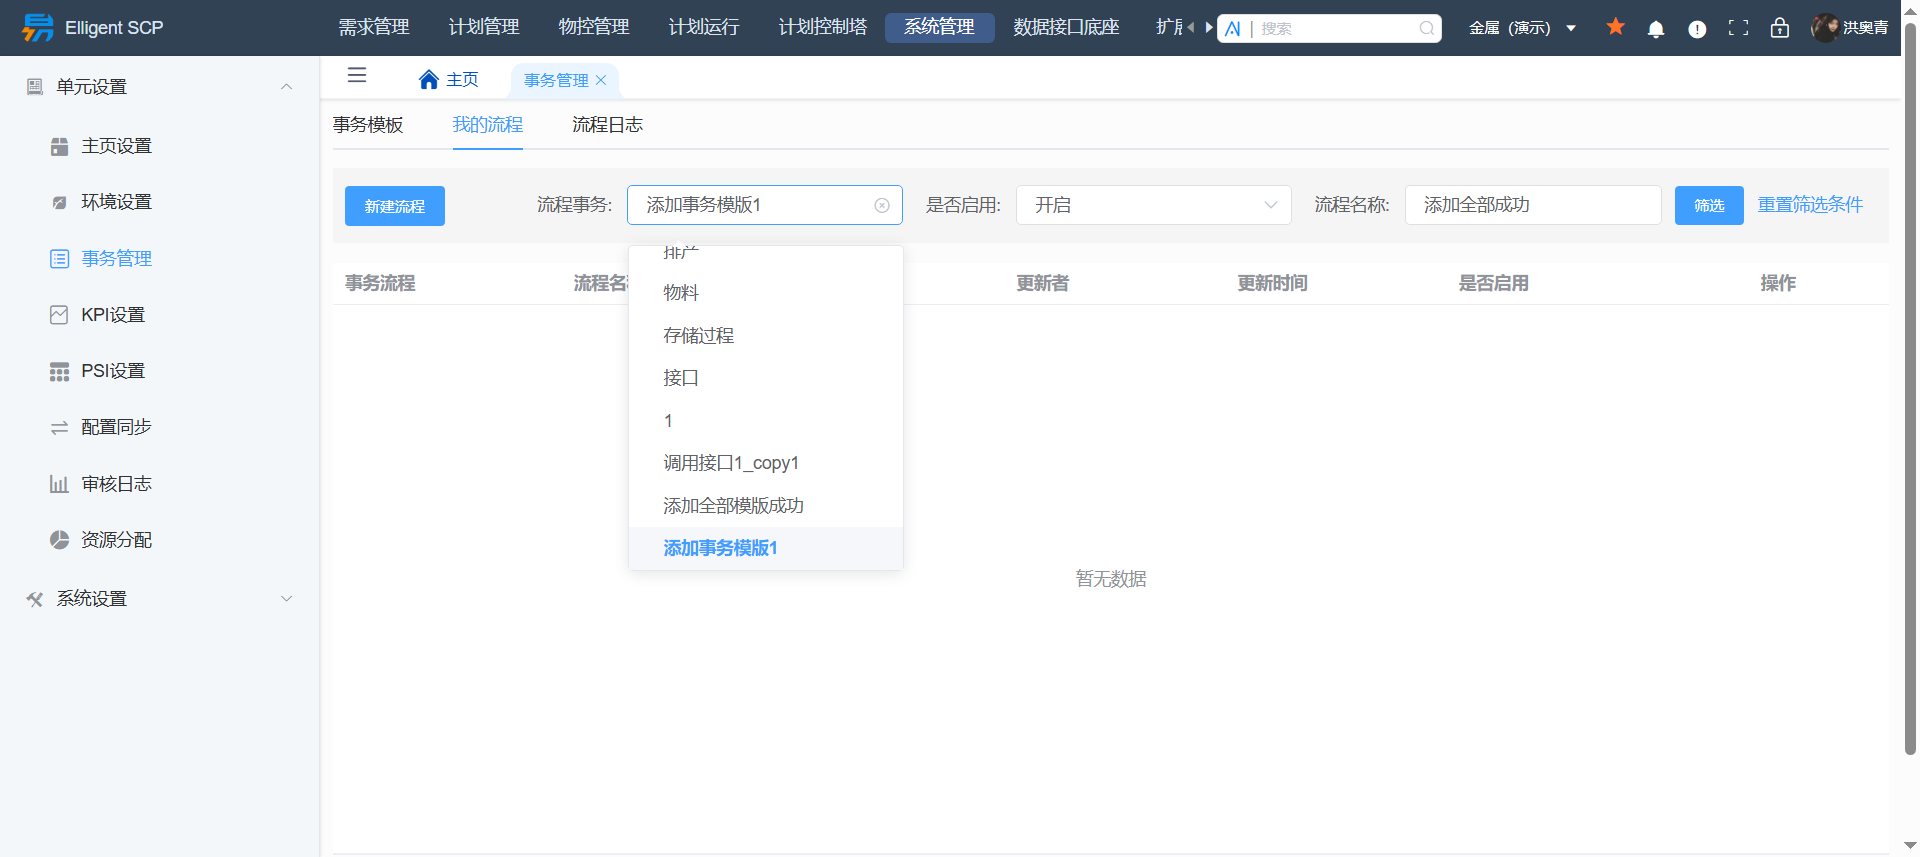 Elligent SCP
需求管理
计划管理
物控管理
计划运行
计划控制塔
系统管理
数据接口底座
搜索
金属（演示）
洪奥青
单元设置
主页设置
环境设置
事务管理
KPI设置
PSI设置
配置同步
审核日志
资源分配
系统设置
主页
事务管理
事务模板
我的流程
流程日志
新建流程
流程事务:
添加事务模版1
是否启用:
开启
流程名称:
添加全部成功
筛选
重置筛选条件
事务流程
流程名
更新者
更新时间
是否启用
操作
排产
物料
存储过程
接口
1
调用接口1_copy1
添加全部模版成功
添加事务模版1
暂无数据